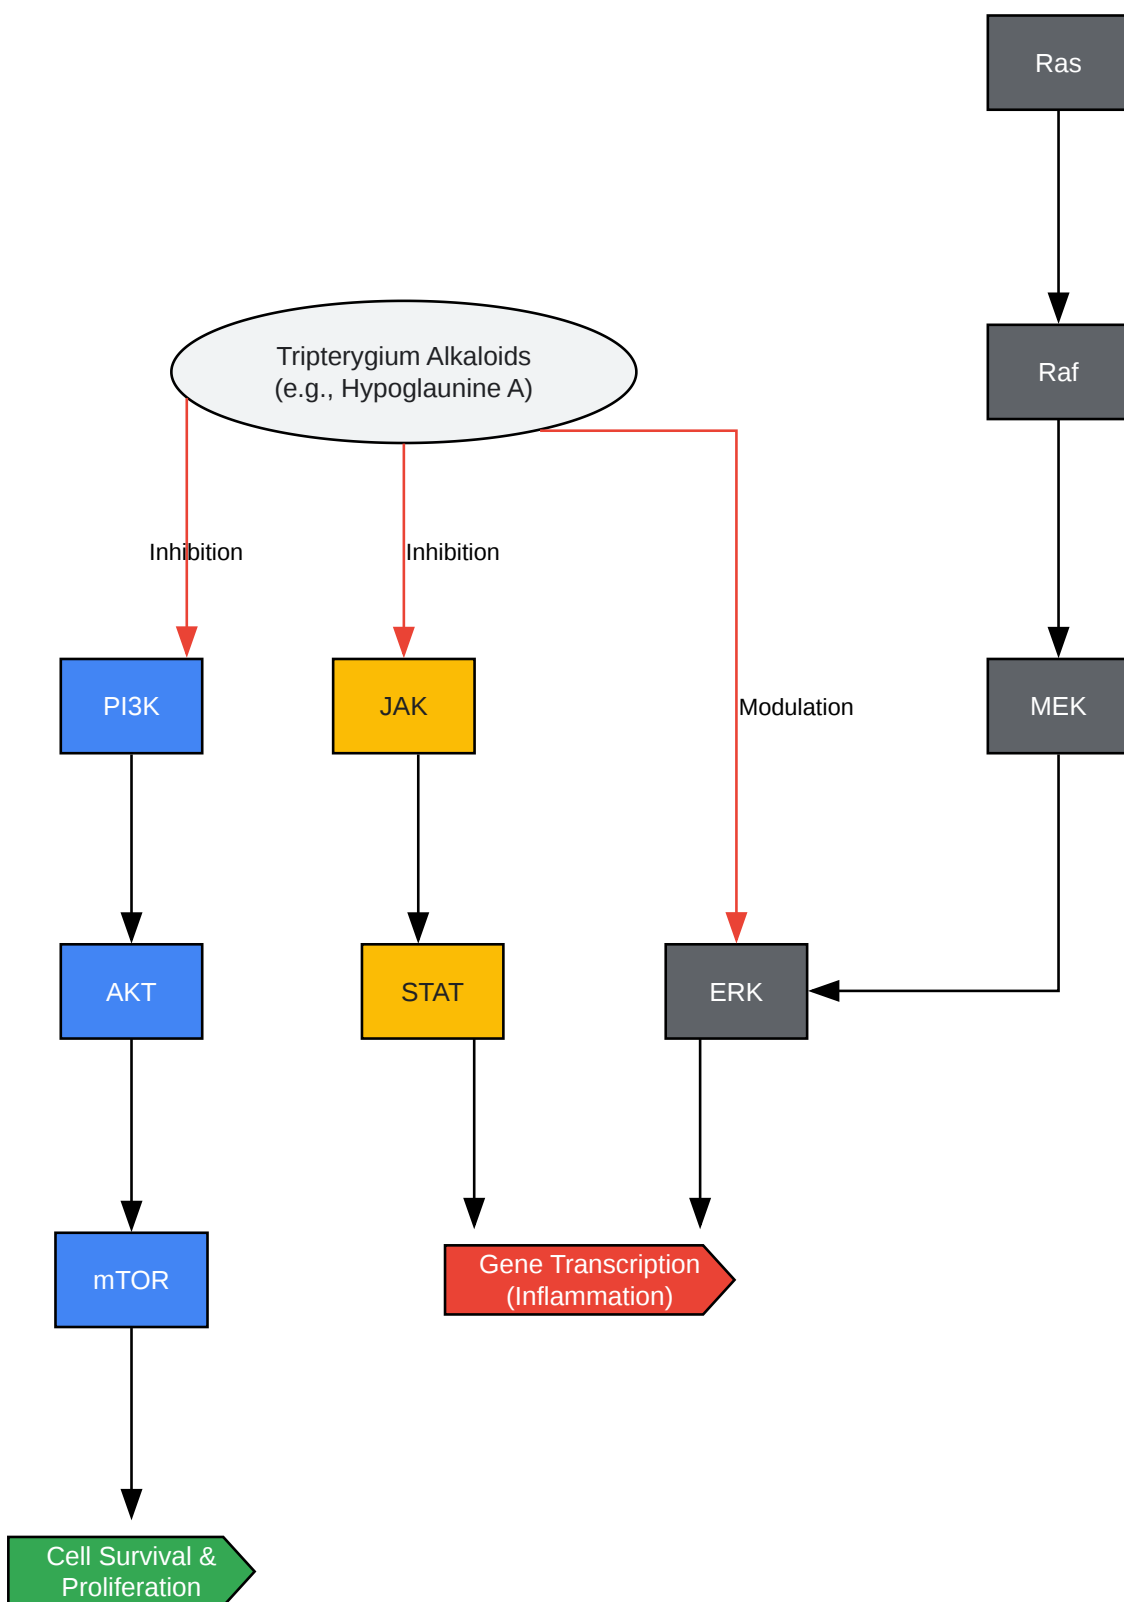 Ras
Tripterygium Alkaloids
(e.g., Hypoglaunine A)
Raf
Inhibition
Inhibition
PI3K
JAK
Modulation
MEK
AKT
STAT
ERK
mTOR
Gene Transcription
(Inflammation)
Cell Survival &
Proliferation